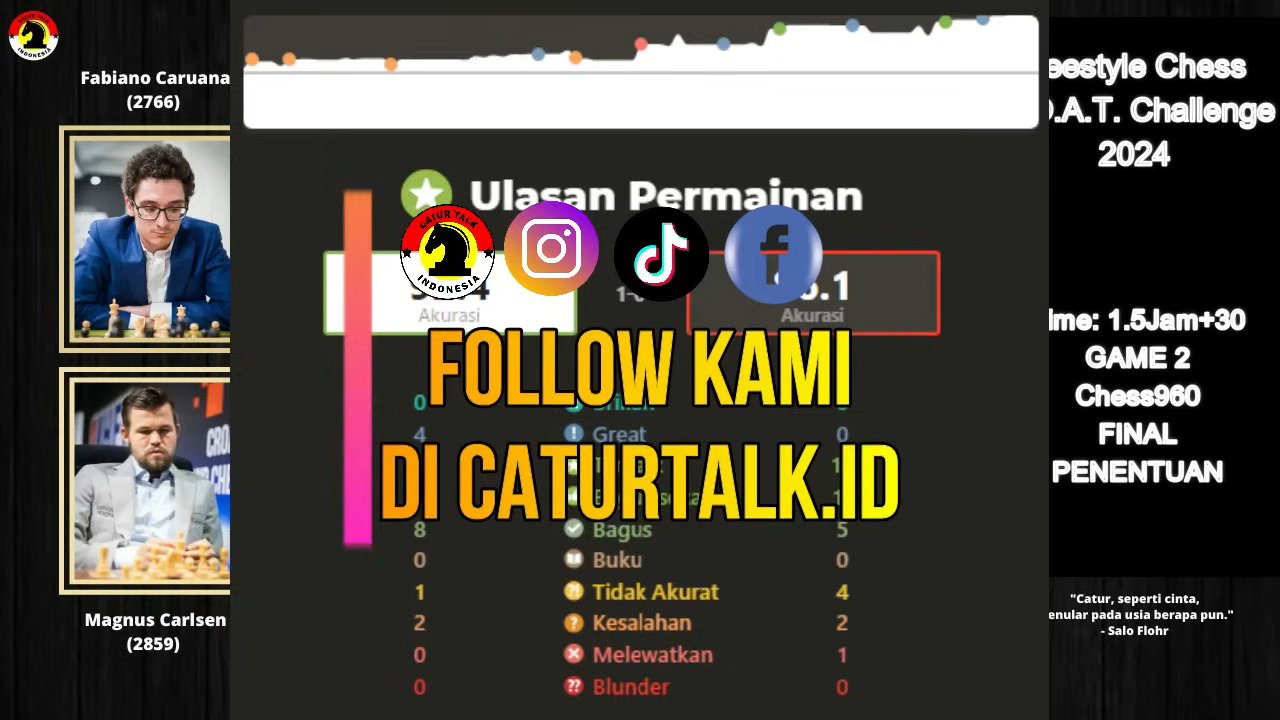 CATUR TALK
INDONESIA
Fabiano Caruana
(2766)
Magnus Carlsen
(2859)
Ulasan Permainan
CATUR TALK
INDONESIA
Akurasi
Akurasi
FOLLOW KAMI
DI CATURTALK.ID
0
4 Great 0
8 Bagus 5
0 Buku 0
1 Tidak Akurat 4
2 Kesalahan 2
0 Melewatkan 1
0 Blunder 0
eestyle Chess
.A.T. Challenge
2024
ime: 1.5Jam+30
GAME 2
Chess960
FINAL
PENENTUAN
"Catur, seperti cinta,
enular pada usia berapa pun."
- Salo Flohr